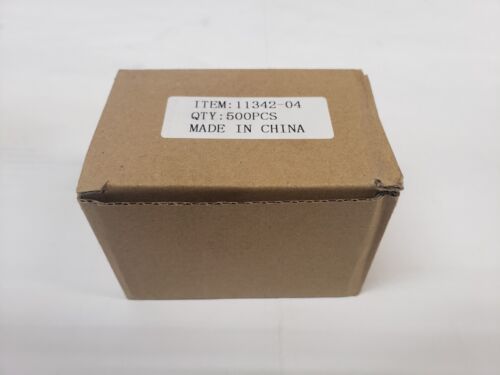 ITEM:11342-04
QTY:500PCS
MADE IN CHINA